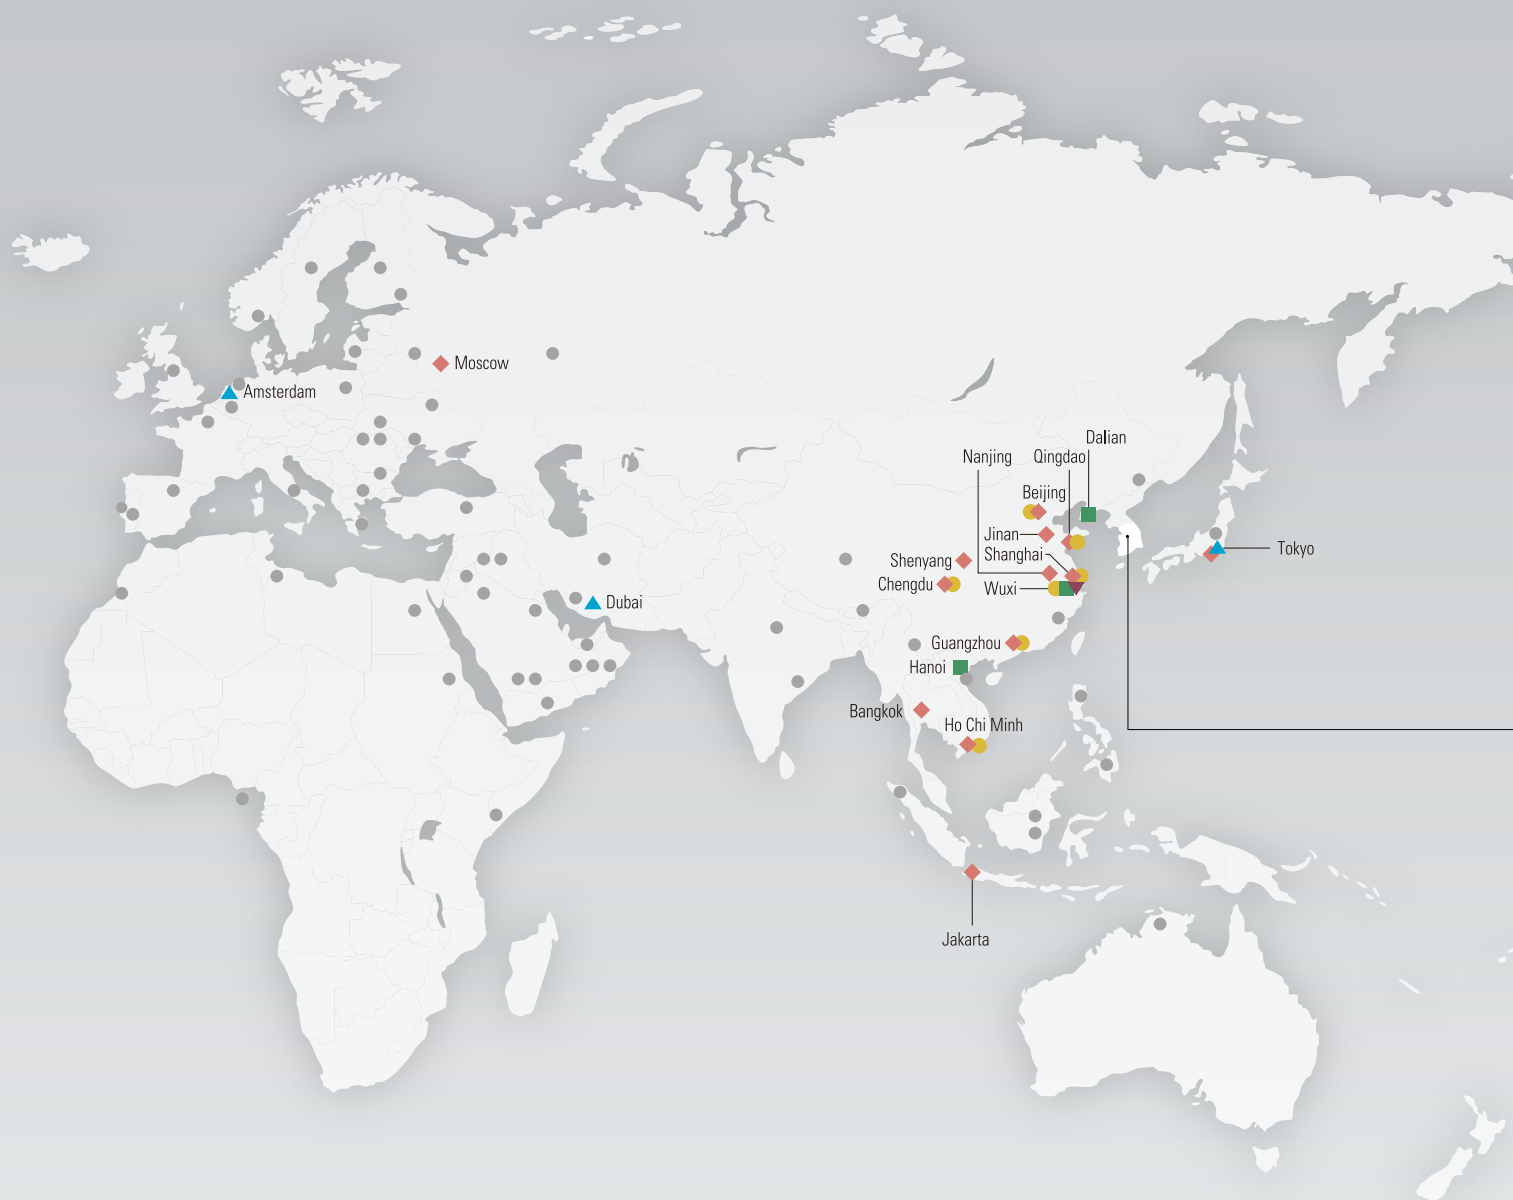 Moscow
Amsterdam
Dalian
Nanjing
Qingdao
Beijing
Jinan
Shanghai
Tokyo
Shenyang
Chengdu
Wuxi
Dubai
Guangzhou
Hanoi
Bangkok
Ho Chi Minh
Jakarta